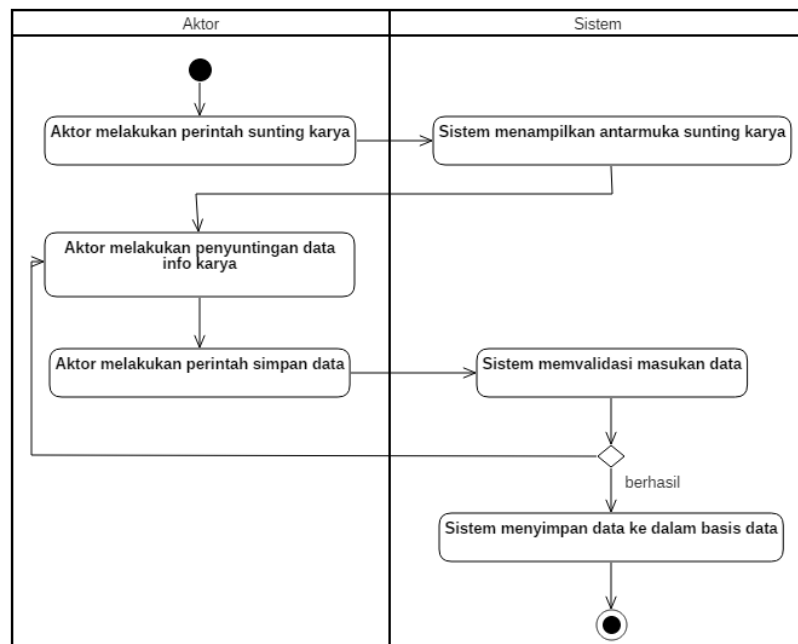 Aktor
Sistem
Aktor melakukan perintah sunting karya
Sistem menampilkan antarmuka sunting karya
Aktor melakukan penyuntingan data
info karya
Aktor melakukan perintah simpan data
Sistem memvalidasi masukan data
berhasil
Sistem menyimpan data ke dalam basis data